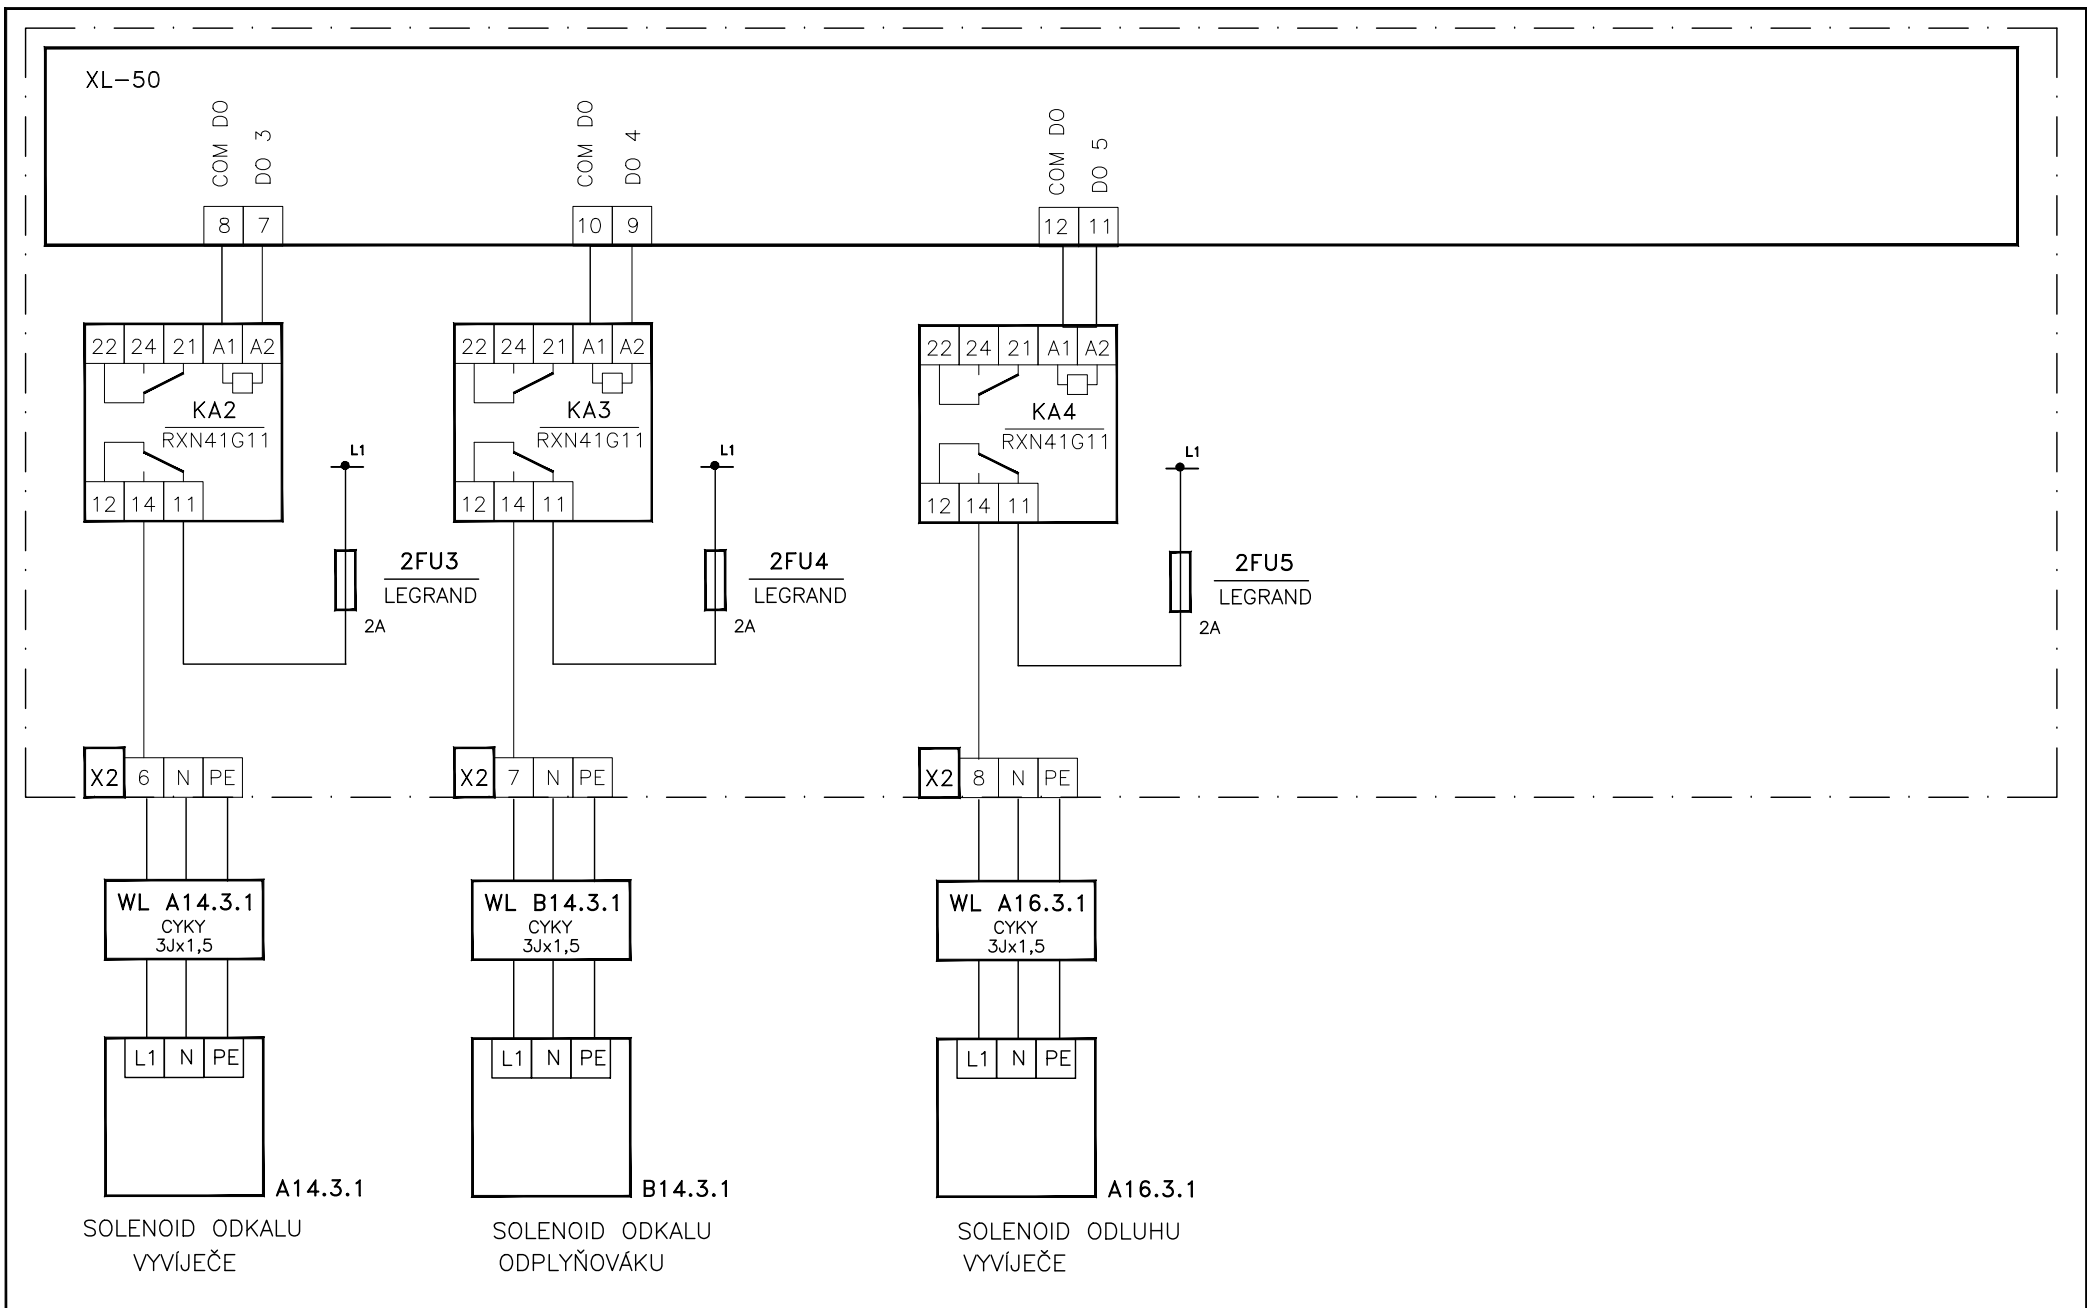 XL-50
COM DO
DO 3
COM DO
DO 4
COM DO
DO 5
8 7
10 9
12 11
22 24 21 A1 A2
22 24 21 A1 A2
22 24 21 A1 A2
KA2
RXN41G11
KA3
RXN41G11
KA4
RXN41G11
L1
L1
L1
12 14 11
12 14 11
12 14 11
2FU3
LEGRAND
2A
2FU4
LEGRAND
2A
2FU5
LEGRAND
2A
X2 6 N PE
X2 7 N PE
X2 8 N PE
WL A14.3.1
CYKY
3Jx1,5
WL B14.3.1
CYKY
3Jx1,5
WL A16.3.1
CYKY
3Jx1,5
L1 N PE
L1 N PE
L1 N PE
A14.3.1
B14.3.1
A16.3.1
SOLENOID ODKALU
VYVÍJEČE
SOLENOID ODKALU
ODPLYŇOVÁKU
SOLENOID ODLUHU
VYVÍJEČE